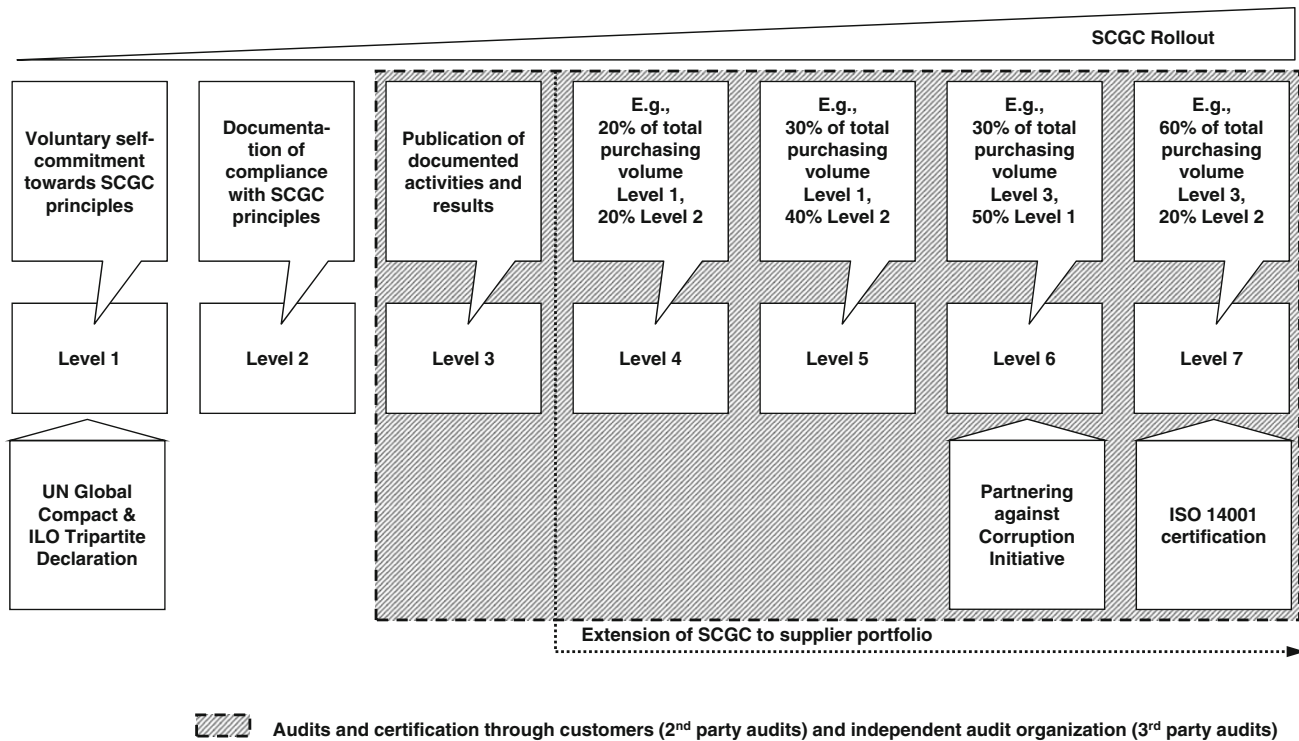 SCGC Rollout
Voluntary self-
commitment
towards SCGC
principles
Documenta-
tion of
compliance
with SCGC
principles
Publication of
documented
activities and
results
E.g.,
20% of total
purchasing
volume
Level 1,
20% Level 2
E.g.,
30% of total
purchasing
volume
Level 1,
40% Level 2
E.g.,
30% of total
purchasing
volume
Level 3,
50% Level 1
E.g.,
60% of total
purchasing
volume
Level 3,
20% Level 2
Level 1
Level 2
Level 3
Level 4
Level 5
Level 6
Level 7
UN Global
Compact &
ILO Tripartite
Declaration
Partnering
against
Corruption
Initiative
ISO 14001
certification
Extension of SCGC to supplier portfolio
Audits and certification through customers (2nd party audits) and independent audit organization (3rd party audits)